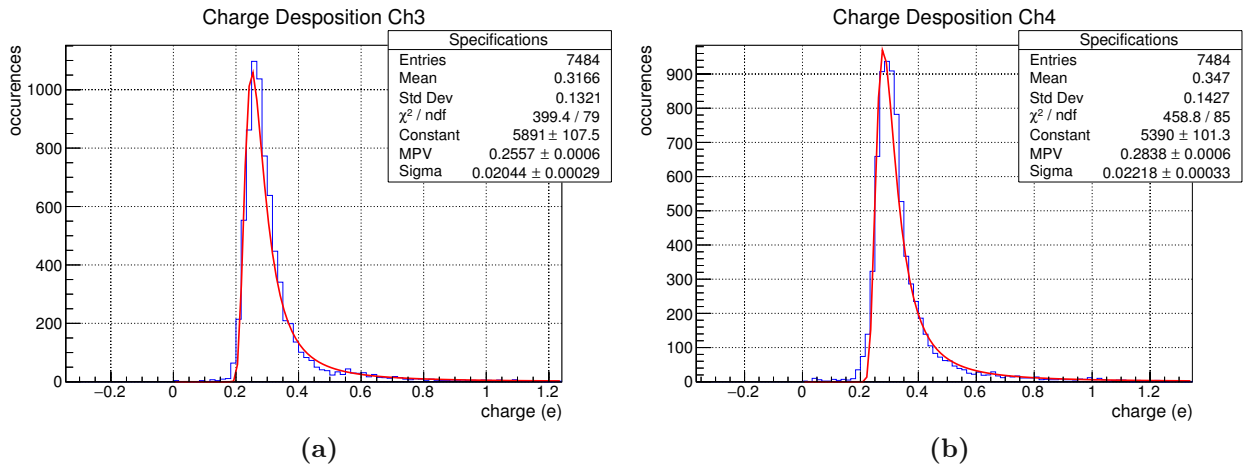 Charge Desposition Ch3
Specifications
Entries 7484
Mean 0.3166
Std Dev 0.1321
χ² / ndf 399.4 / 79
Constant 5891 ± 107.5
MPV 0.2557 ± 0.0006
Sigma 0.02044 ± 0.00029
occurences
1000
800
600
400
200
0
−0.2 0 0.2 0.4 0.6 0.8 1 1.2
charge (e)
(a)
Charge Desposition Ch4
Specifications
Entries 7484
Mean 0.347
Std Dev 0.1427
χ² / ndf 458.8 / 85
Constant 5390 ± 101.3
MPV 0.2838 ± 0.0006
Sigma 0.02218 ± 0.00033
occurences
900
800
700
600
500
400
300
200
100
0
−0.2 0 0.2 0.4 0.6 0.8 1 1.2
charge (e)
(b)